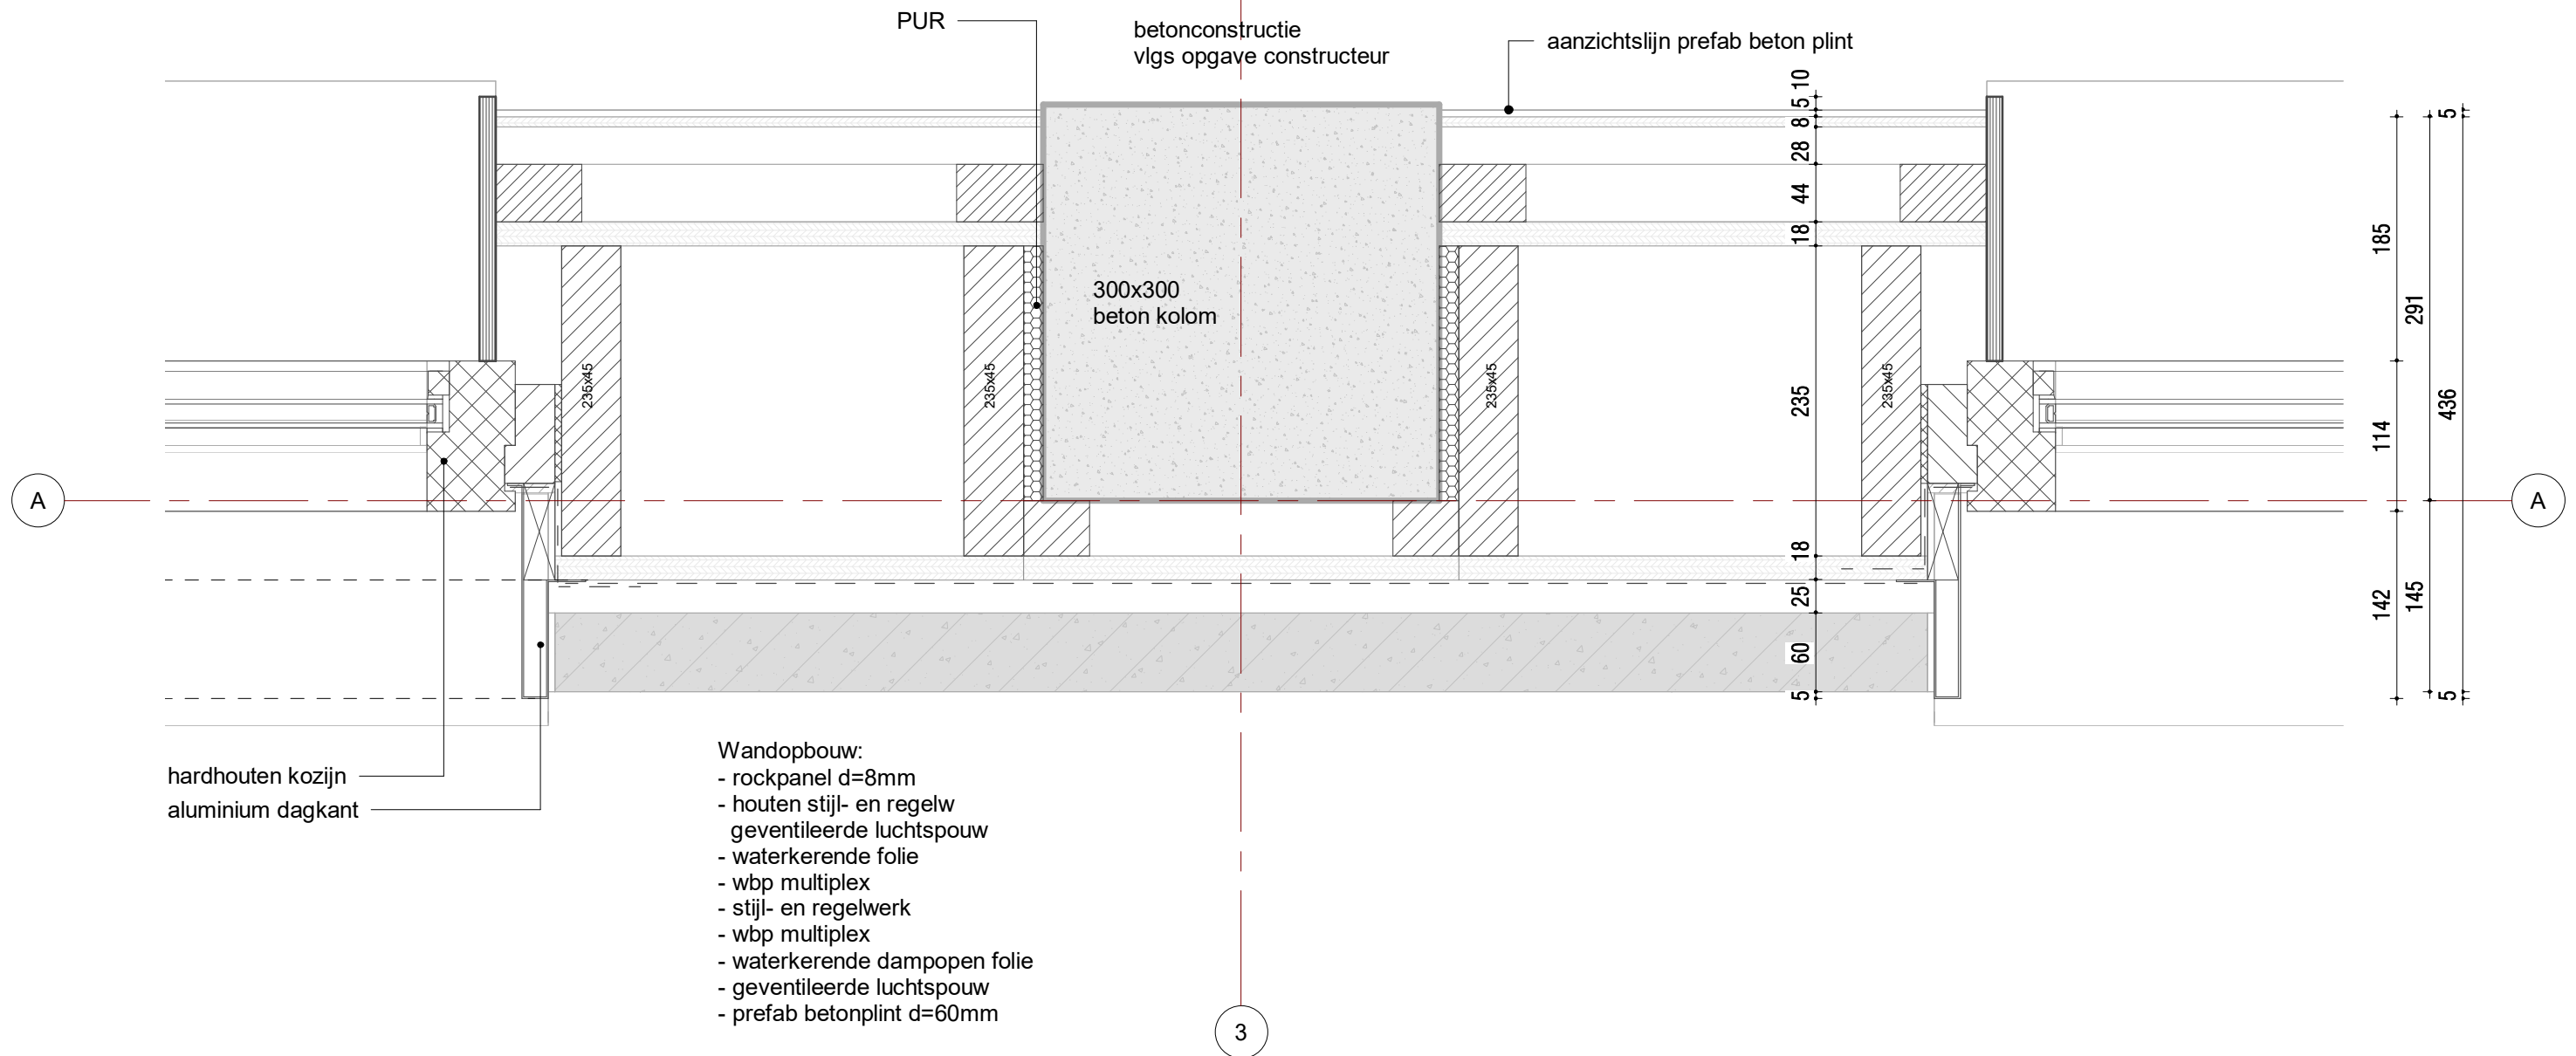 PUR
betonconstructie
vlgs opgave constructeur
aanzichtslijn prefab beton plint
10
5
8
28
44
18
235
18
25
60
5
185
114
142
291
145
5
436
5
300x300
beton kolom
235x45
235x45
235x45
235x45
A
A
hardhouten kozijn
aluminium dagkant
Wandopbouw:
- rockpanel d=8mm
- houten stijl- en regelw
geventileerde luchtspouw
- waterkerende folie
- wbp multiplex
- stijl- en regelwerk
- wbp multiplex
- waterkerende dampopen folie
- geventileerde luchtspouw
- prefab betonplint d=60mm
3